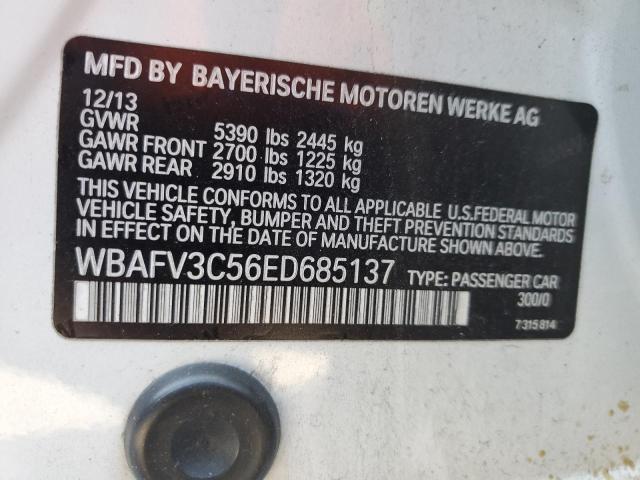 MFD BY BAYERISCHE MOTOREN WERKE AG
12/13
GVWR 5390 lbs 2445 kg
GAWR FRONT 2700 lbs 1225 kg
GAWR REAR 2910 lbs 1320 kg
THIS VEHICLE CONFORMS TO ALL APPLICABLE U.S.FEDERAL MOTOR
VEHICLE SAFETY, BUMPER AND THEFT PREVENTION STANDARDS
IN EFFECT ON THE DATE OF MANUFACTURE SHOWN ABOVE.
WBAFV3C56ED685137 TYPE: PASSENGER CAR
300/0
7315814